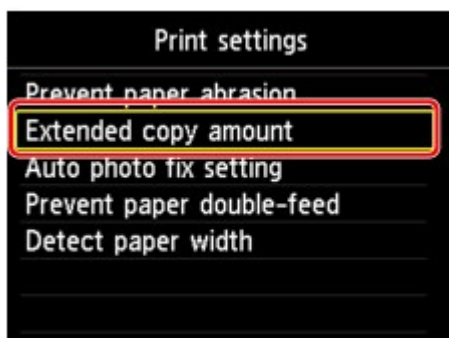 Print settings
Prevent paper abrasion
Extended copy amount
Auto photo fix setting
Prevent paper double-feed
Detect paper width